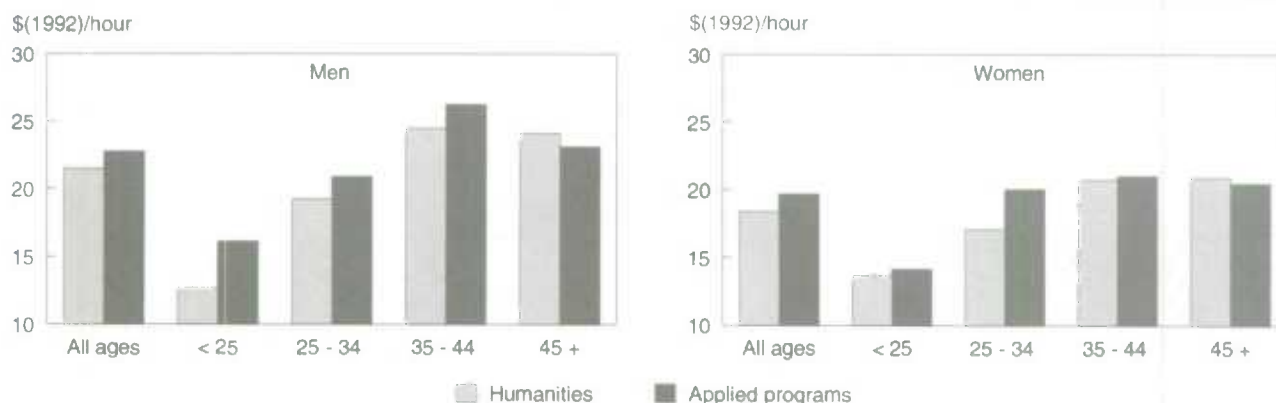 $(1992)/hour
30
Men
25
20
15
10
All ages < 25 25 - 34 35 - 44 45 +
$(1992)/hour
30
Women
25
20
15
10
All ages < 25 25 - 34 35 - 44 45 +
Humanities Applied programs